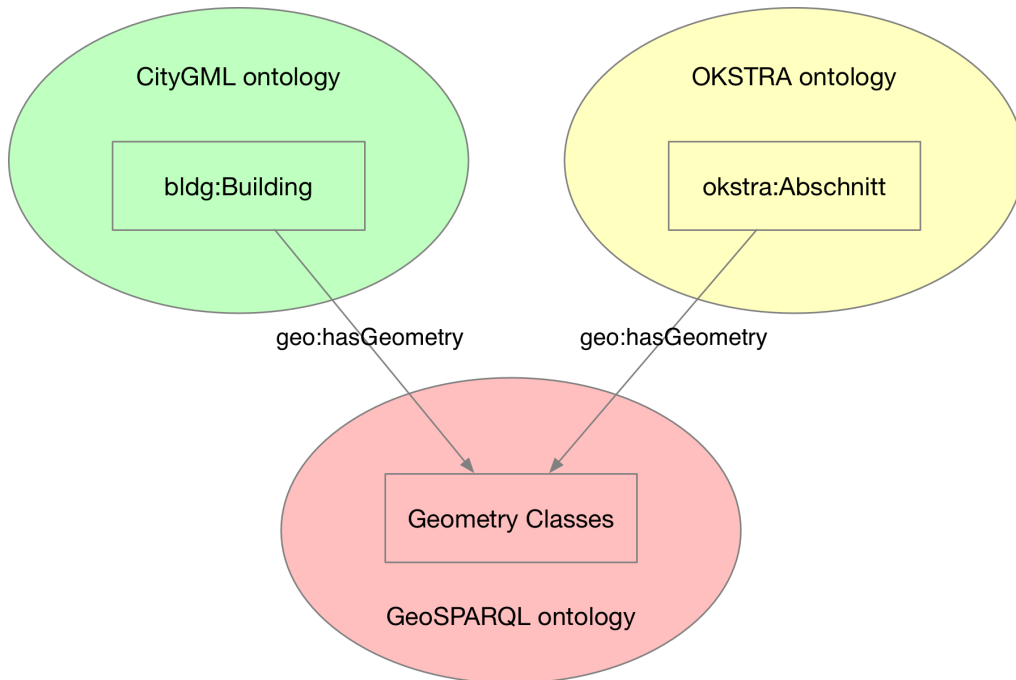 CityGML ontology
OKSTRA ontology
bldg:Building
okstra:Abschnitt
geo:hasGeometry
geo:hasGeometry
Geometry Classes
GeoSPARQL ontology